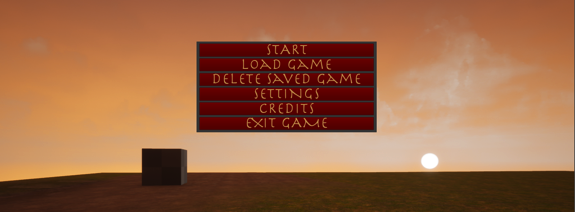 START
LOAD GAME
DELETE SAVED GAME
SETTINGS
CREDITS
EXIT GAME